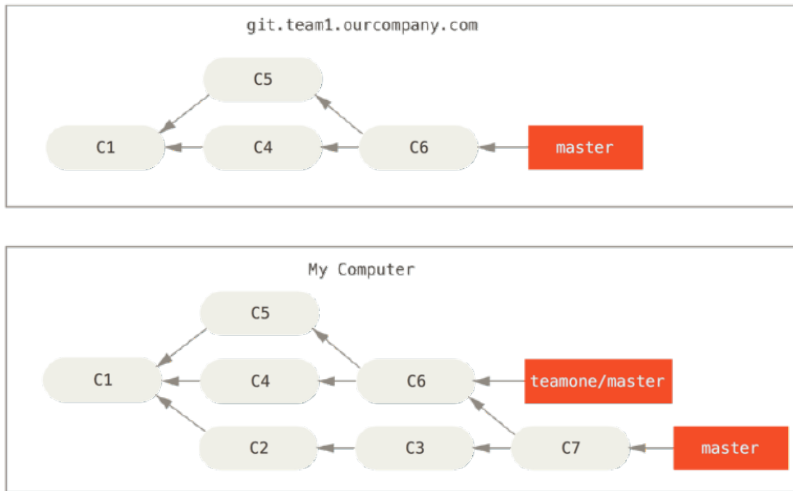 git.team1.ourcompany.com
C5
C1
C4
C6
master
My Computer
C5
C1
C4
C6
teamone/master
C2
C3
C7
master